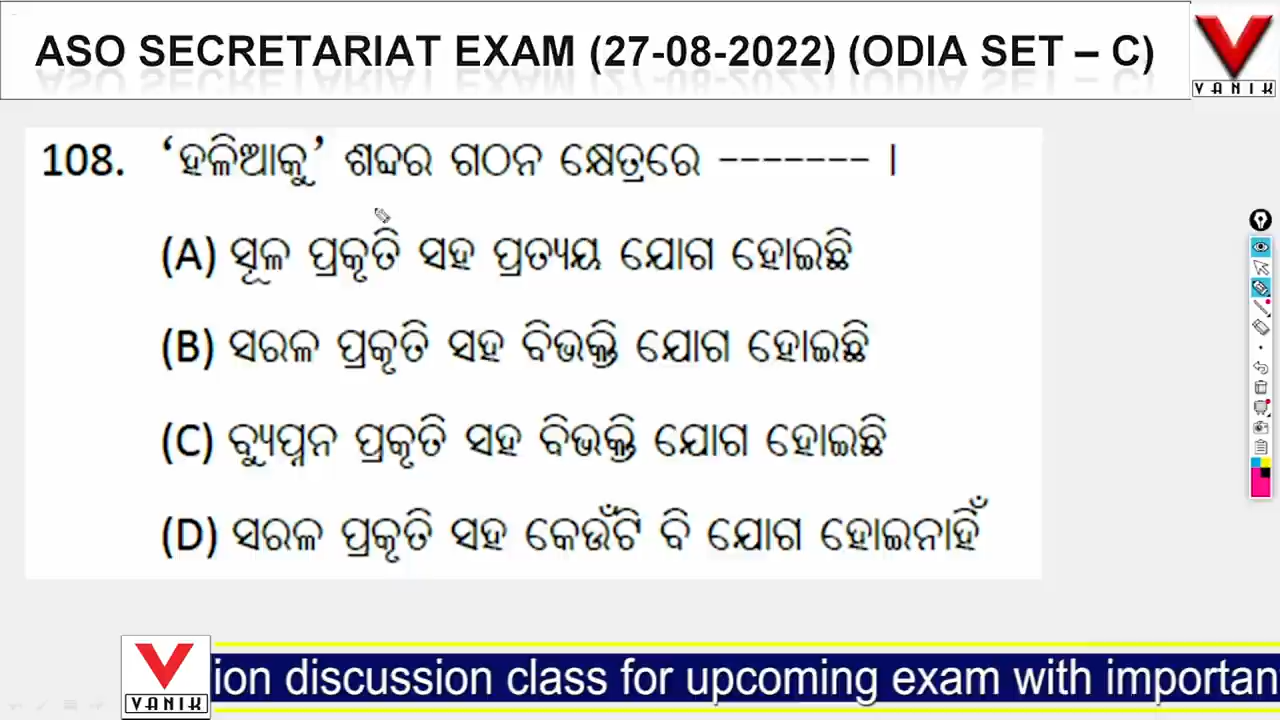 ASO SECRETARIAT EXAM (27-08-2022) (ODIA SET – C)
VANIK
108. ‘ହଳିଆକୁ’ ଶବ୍ଦର ଗଠନ କ୍ଷେତ୍ରରେ ------- ।
(A) ସୂଳ ପ୍ରକୃତି ସହ ପ୍ରତ୍ୟୟ ଯୋଗ ହୋଇଛି
(B) ସରଳ ପ୍ରକୃତି ସହ ବିଭକ୍ତି ଯୋଗ ହୋଇଛି
(C) ବ୍ୟୁପ୍ନନ ପ୍ରକୃତି ସହ ବିଭକ୍ତି ଯୋଗ ହୋଇଛି
(D) ସରଳ ପ୍ରକୃତି ସହ କେଉଁଟି ବି ଯୋଗ ହୋଇନାହିଁ
VANIK
ion discussion class for upcoming exam with importan